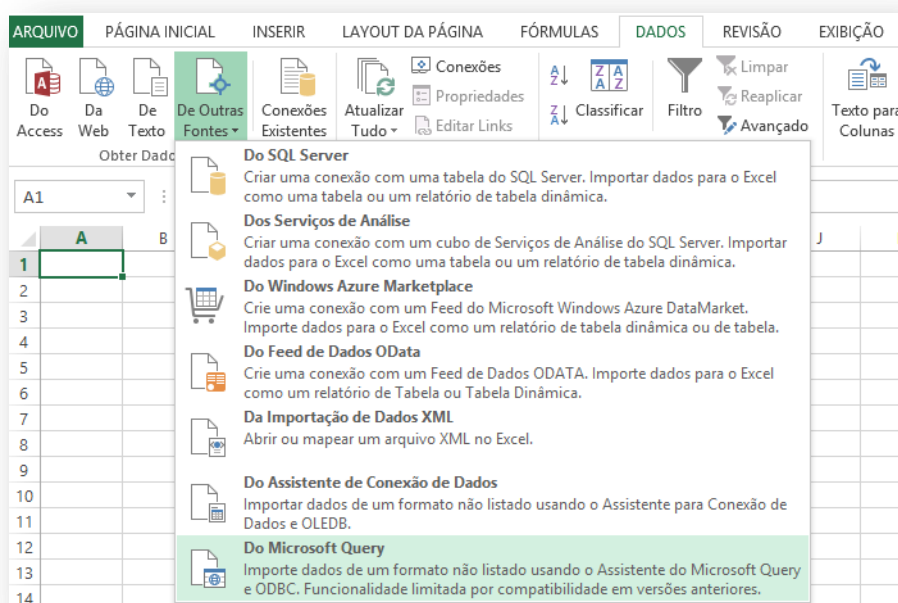 ARQUIVO PÁGINA INICIAL INSERIR LAYOUT DA PÁGINA FÓRMULAS DADOS REVISÃO EXIBIÇÃO
Do Access
Da Web
De Texto
De Outras Fontes
Conexões Existentes
Atualizar Tudo
Conexões
Propriedades
Editar Links
A Z
Z A
Z A A Z
Classificar
Filtro
Limpar
Reaplicar
Avançado
Texto para Colunas
Obter Dado
A1
A B J
1
2
3
4
5
6
7
8
9
10
11
12
13
14
Do SQL Server
Criar uma conexão com uma tabela do SQL Server. Importar dados para o Excel
como uma tabela ou um relatório de tabela dinâmica.
Dos Serviços de Análise
Criar uma conexão com um cubo de Serviços de Análise do SQL Server. Importar
dados para o Excel como uma tabela ou um relatório de tabela dinâmica.
Do Windows Azure Marketplace
Crie uma conexão com um Feed do Microsoft Windows Azure DataMarket.
Importe dados para o Excel como um relatório de tabela dinâmica ou de tabela.
Do Feed de Dados OData
Crie uma conexão com um Feed de Dados ODATA. Importe dados para o Excel
como um relatório de Tabela ou Tabela Dinâmica.
Da Importação de Dados XML
Abrir ou mapear um arquivo XML no Excel.
Do Assistente de Conexão de Dados
Importar dados de um formato não listado usando o Assistente para Conexão de
Dados e OLEDB.
Do Microsoft Query
Importe dados de um formato não listado usando o Assistente do Microsoft Query
e ODBC. Funcionalidade limitada por compatibilidade em versões anteriores.